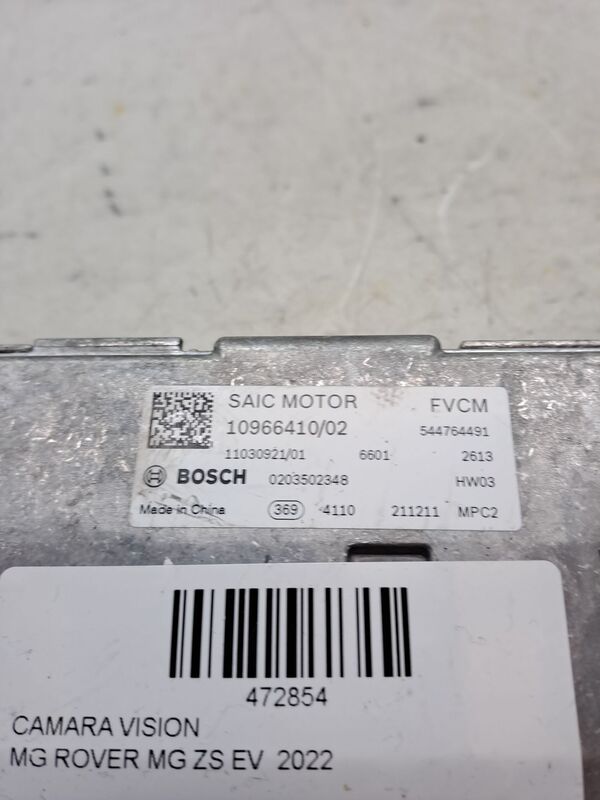 SAIC MOTOR FVCM
10966410/02 544764491
11030921/01 6601 2613
BOSCH 0203502348 HW03
Made in China 369 4110 211211 MPC2
472854
CAMARA VISION
MG ROVER MG ZS EV 2022